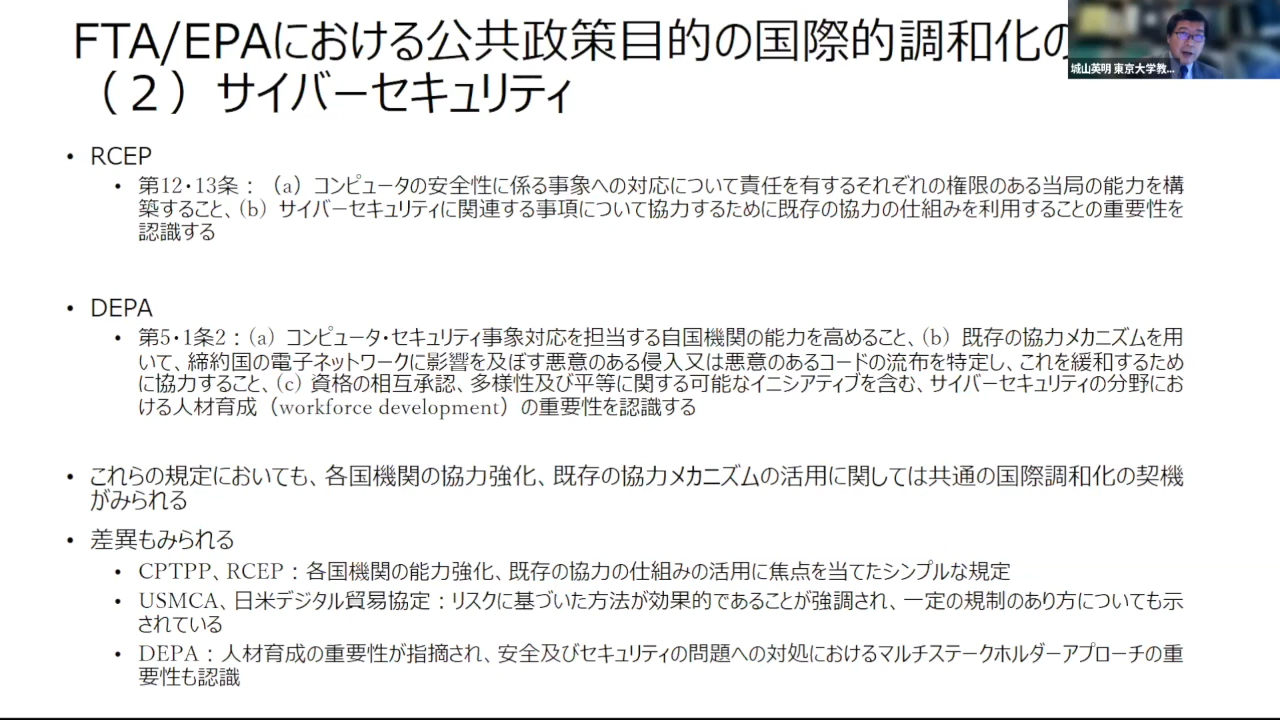 FTA/EPAにおける公共政策目的の国際的調和化の
城山英明 東京大学教...
（２）サイバーセキュリティ
• RCEP
• 第12・13条：（a）コンピュータの安全性に係る事象への対応について責任を有するそれぞれの権限のある当局の能力を構
築すること、（b）サイバーセキュリティに関連する事項について協力するために既存の協力の仕組みを利用することの重要性を
認識する
• DEPA
• 第5・1条2：（a）コンピュータ・セキュリティ事象対応を担当する自国機関の能力を高めること、（b）既存の協力メカニズムを用
いて、締約国の電子ネットワークに影響を及ぼす悪意のある侵入又は悪意のあるコードの流布を特定し、これを緩和するため
に協力すること、（c）資格の相互承認、多様性及び平等に関する可能なイニシアティブを含む、サイバーセキュリティの分野にお
ける人材育成（workforce development）の重要性を認識する
• これらの規定においても、各国機関の協力強化、既存の協力メカニズムの活用に関しては共通の国際調和化の契機
がみられる
• 差異もみられる
• CPTPP、RCEP：各国機関の能力強化、既存の協力の仕組みの活用に焦点を当てたシンプルな規定
• USMCA、日米デジタル貿易協定：リスクに基づいた方法が効果的であることが強調され、一定の規制のあり方についても示
されている
• DEPA：人材育成の重要性が指摘され、安全及びセキュリティの問題への対処におけるマルチステークホルダーアプローチの重
要性も認識